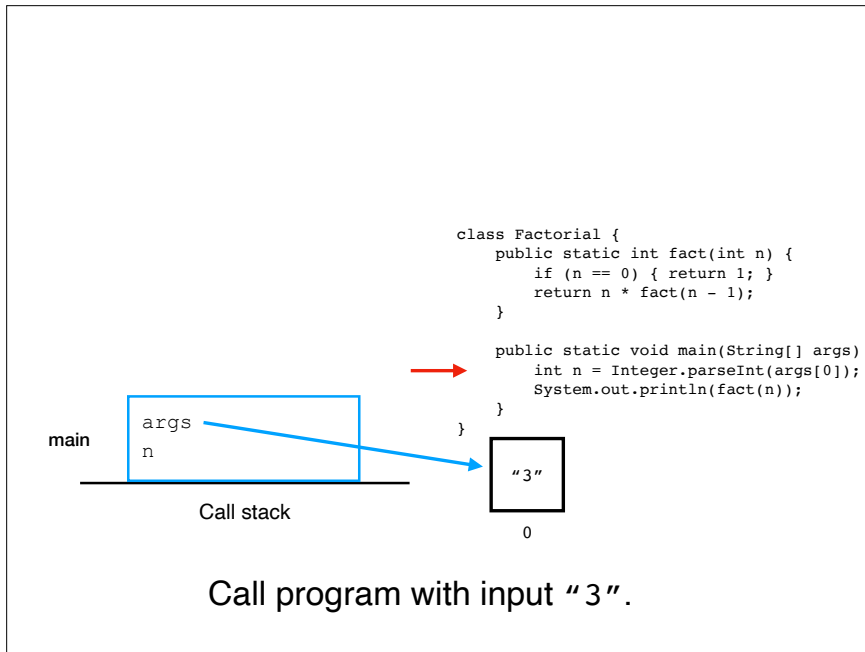 class Factorial {
    public static int fact(int n) {
        if (n == 0) { return 1; }
        return n * fact(n - 1);
    }
    public static void main(String[] args)
        int n = Integer.parseInt(args[0]);
        System.out.println(fact(n));
    }
}
main
args
n
“3”
0
Call stack
Call program with input “3”.